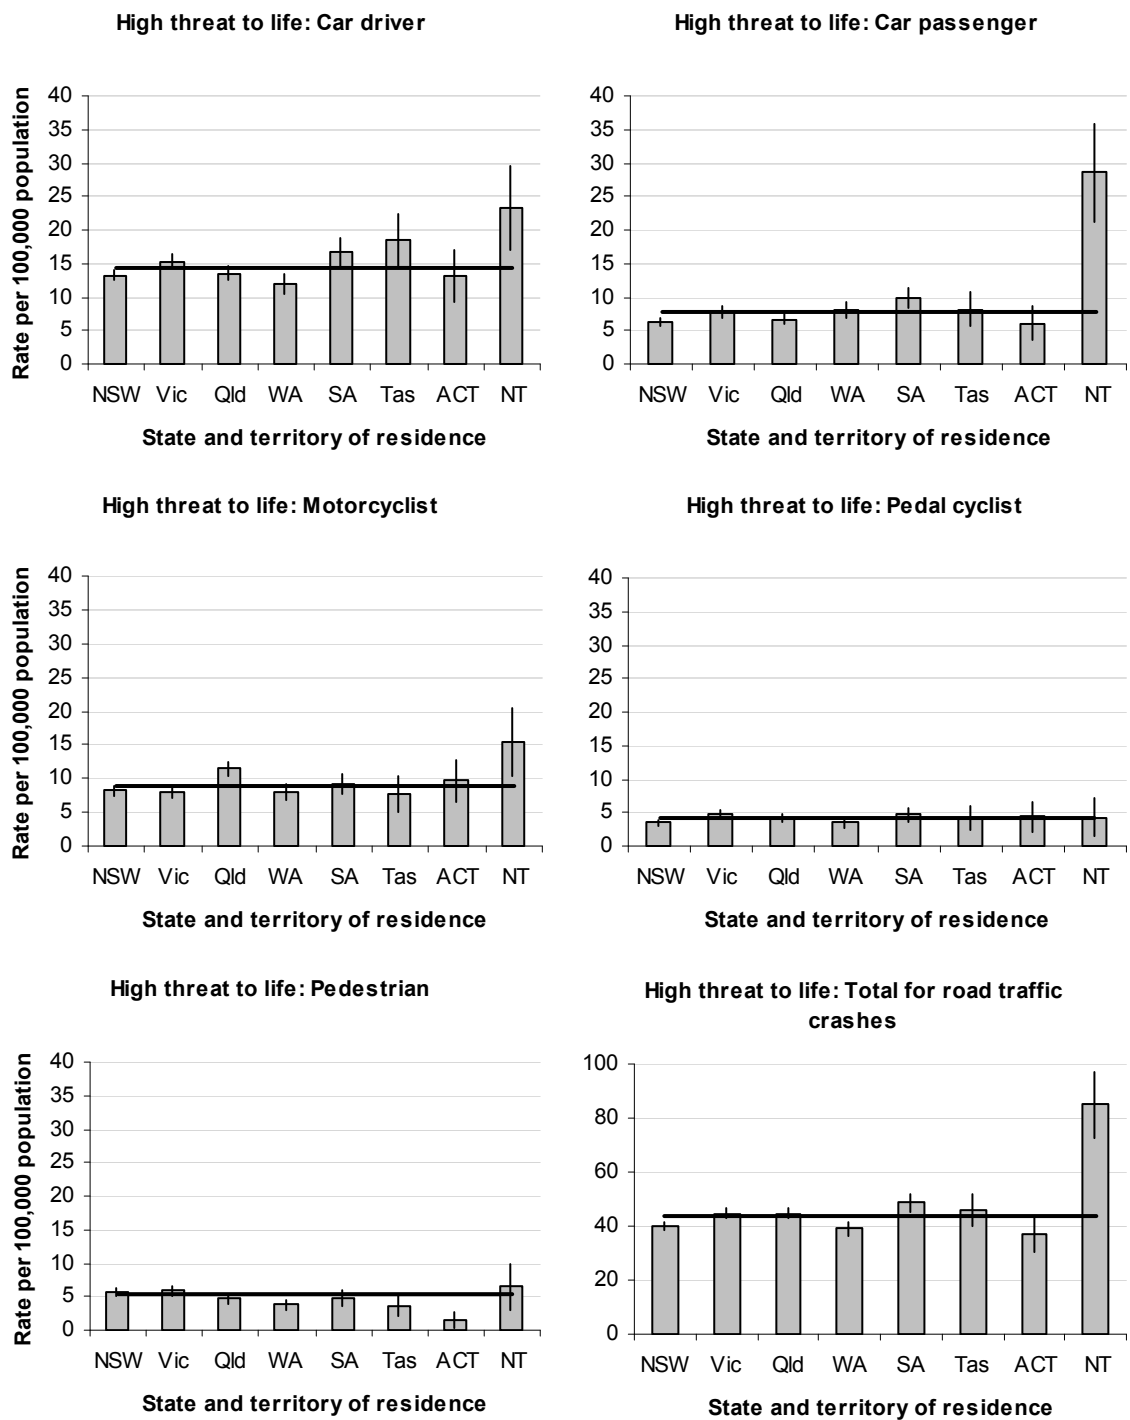 High threat to life: Car driver
Rate per 100,000 population
40
35
30
25
20
15
10
5
0
NSW Vic Qld WA SA Tas ACT NT
State and territory of residence
High threat to life: Car passenger
40
35
30
25
20
15
10
5
0
NSW Vic Qld WA SA Tas ACT NT
State and territory of residence
High threat to life: Motorcyclist
Rate per 100,000 population
40
35
30
25
20
15
10
5
0
NSW Vic Qld WA SA Tas ACT NT
State and territory of residence
High threat to life: Pedal cyclist
40
35
30
25
20
15
10
5
0
NSW Vic Qld WA SA Tas ACT NT
State and territory of residence
High threat to life: Pedestrian
Rate per 100,000 population
40
35
30
25
20
15
10
5
0
NSW Vic Qld WA SA Tas ACT NT
State and territory of residence
High threat to life: Total for road traffic
crashes
100
80
60
40
20
0
NSW Vic Qld WA SA Tas ACT NT
State and territory of residence